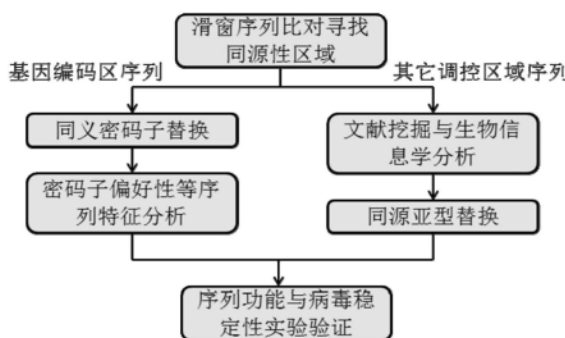 滑窗序列比对寻找
同源性区域
基因编码区序列
其它调控区域序列
同义密码子替换
文献挖掘与生物信
息学分析
密码子偏好性等序
列特征分析
同源亚型替换
序列功能与病毒稳
定性实验验证